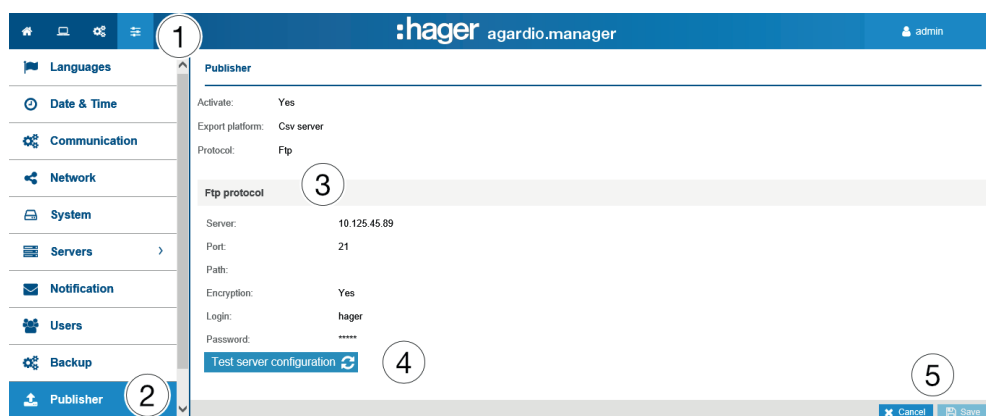 1
:hager agardio.manager
admin
Languages
Date & Time
Communication
Network
System
Servers
Notification
Users
Backup
Publisher
2
Publisher
Activate: Yes
Export platform: Csv server
Protocol: Ftp
3
Ftp protocol
Server: 10.125.45.89
Port: 21
Path:
Encryption: Yes
Login: hager
Password: *****
Test server configuration
4
5
Cancel
Save